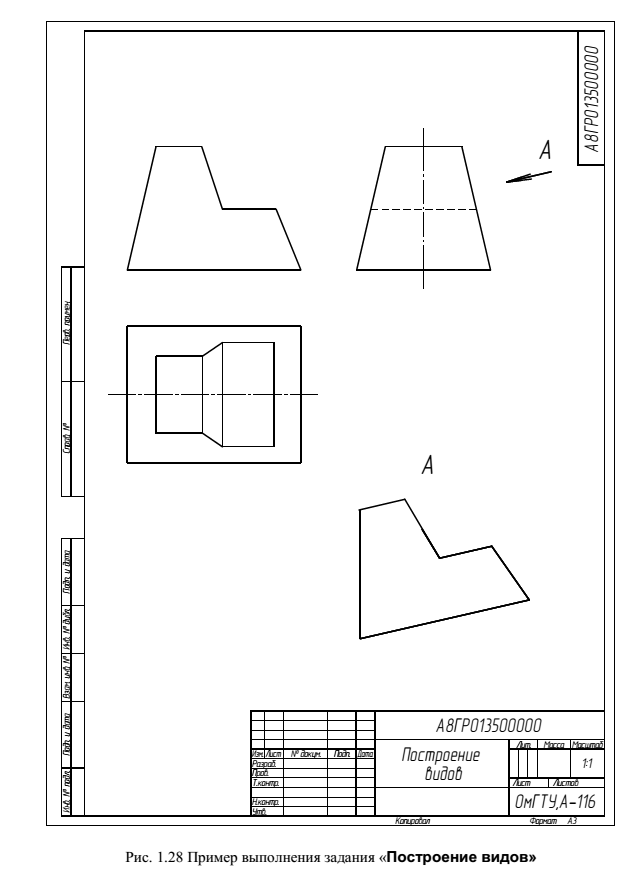 А8ГР013500000
А
Перв. примен.
Справ. №
А
Подп. и дата
Инв. № дубл.
Взам. инв. №
Подп. и дата
Инв. № подл.
А8ГР013500000
Изм. Лист № докум. Подп. Дата
Разраб.
Пров.
Т.контр.
Н.контр.
Утв.
Построение
видов
Лит. Масса Масштаб
1:1
Лист Листов
ОмГТУ,А-116
Копировал Формат А3
Рис. 1.28 Пример выполнения задания «Построение видов»